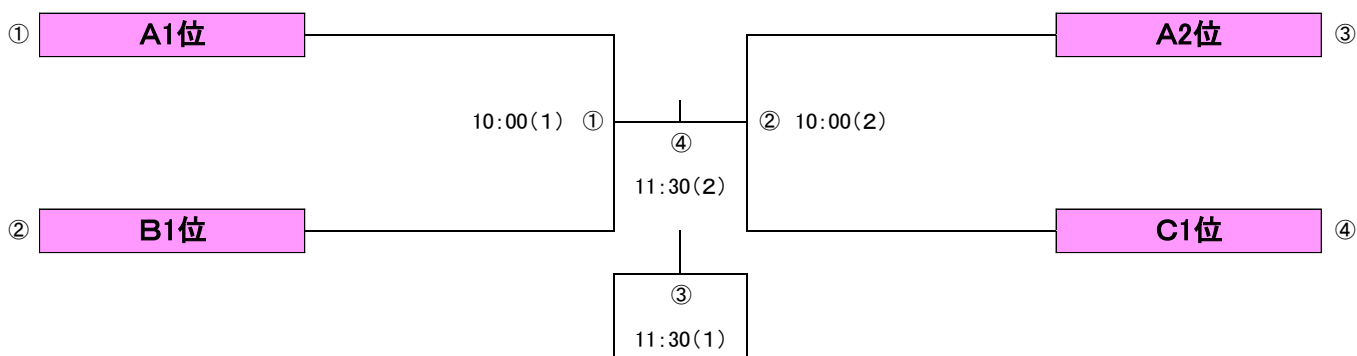 ① A1位 A2位 ③
10:00(1) ① ② 10:00(2)
④
11:30(2)
② B1位 C1位 ④
③
11:30(1)